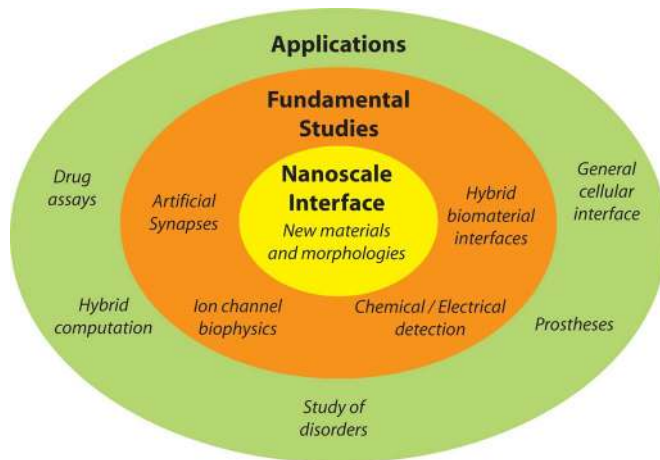 Applications
Fundamental
Studies
Nanoscale
Interface
New materials
and morphologies
Drug
assays
Artificial
Synapses
Hybrid
biomaterial
interfaces
General
cellular
interface
Hybrid
computation
Ion channel
biophysics
Chemical / Electrical
detection
Prostheses
Study of
disorders